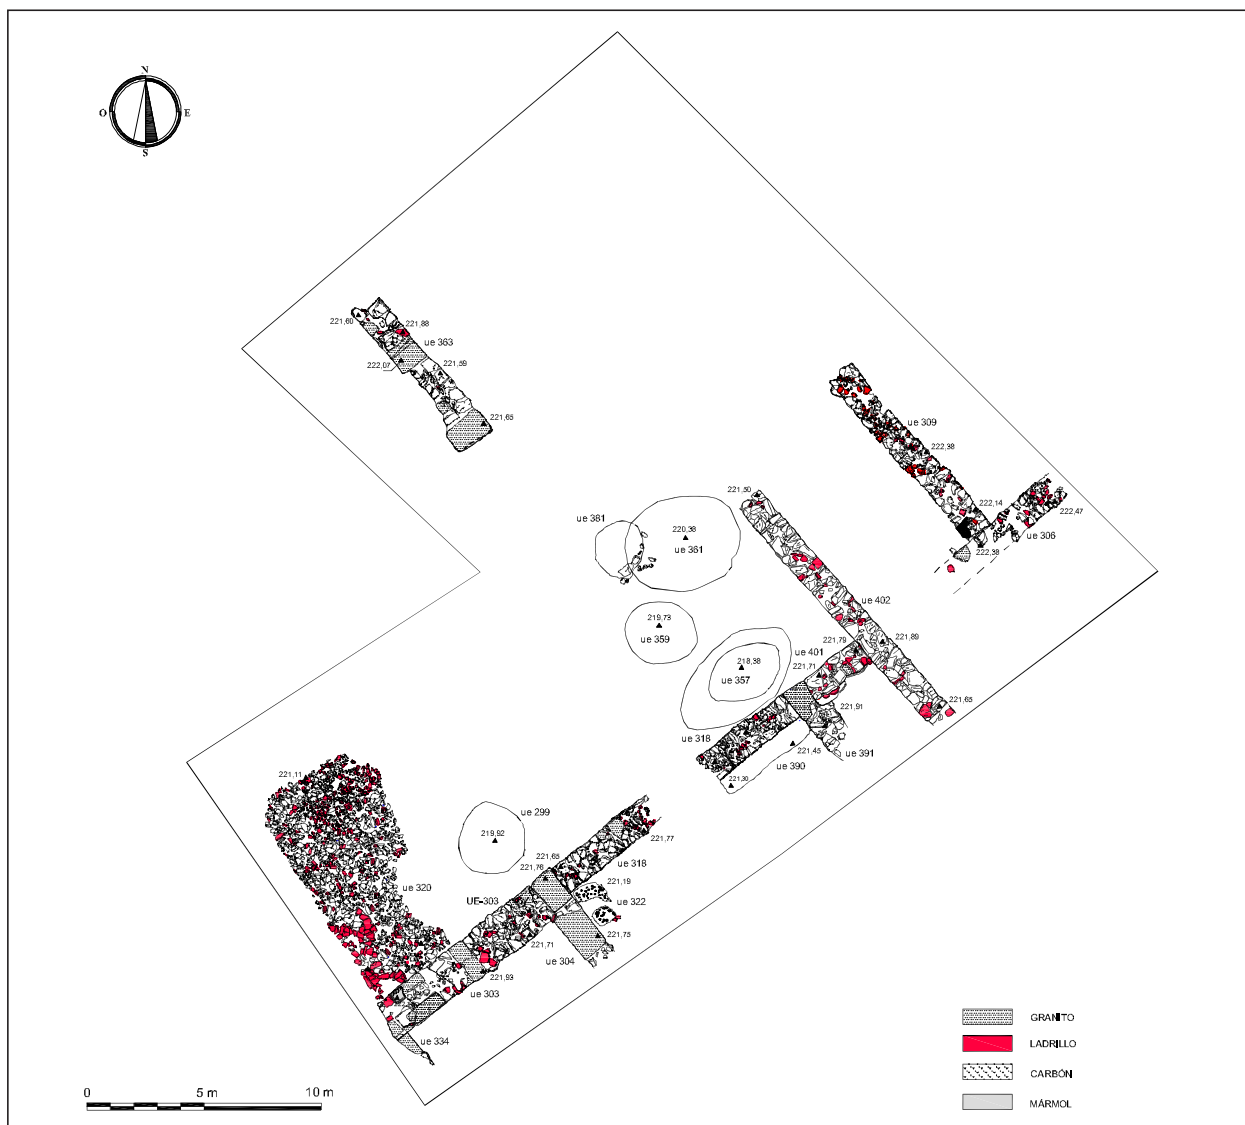 N
O E
S
221,60
221,88
ue 363
222,07
221,59
221,65
ue 309
222,38
222,14
222,47
ue 306
222,38
221,50
ue 381
220,38
ue 361
ue 402
219,73
ue 359
221,79
221,89
ue 401
221,71
218,38
ue 357
221,65
221,91
ue 318
221,45
ue 391
ue 390
221,30
221,11
ue 299
219,92
221,77
221,65
ue 318
221,76
221,19
ue 320
UE-303
ue 322
221,75
221,71
ue 304
221,93
ue 303
ue 334
0 5 m 10 m
GRANITO
LADRILLO
CARBÓN
MÁRMOL